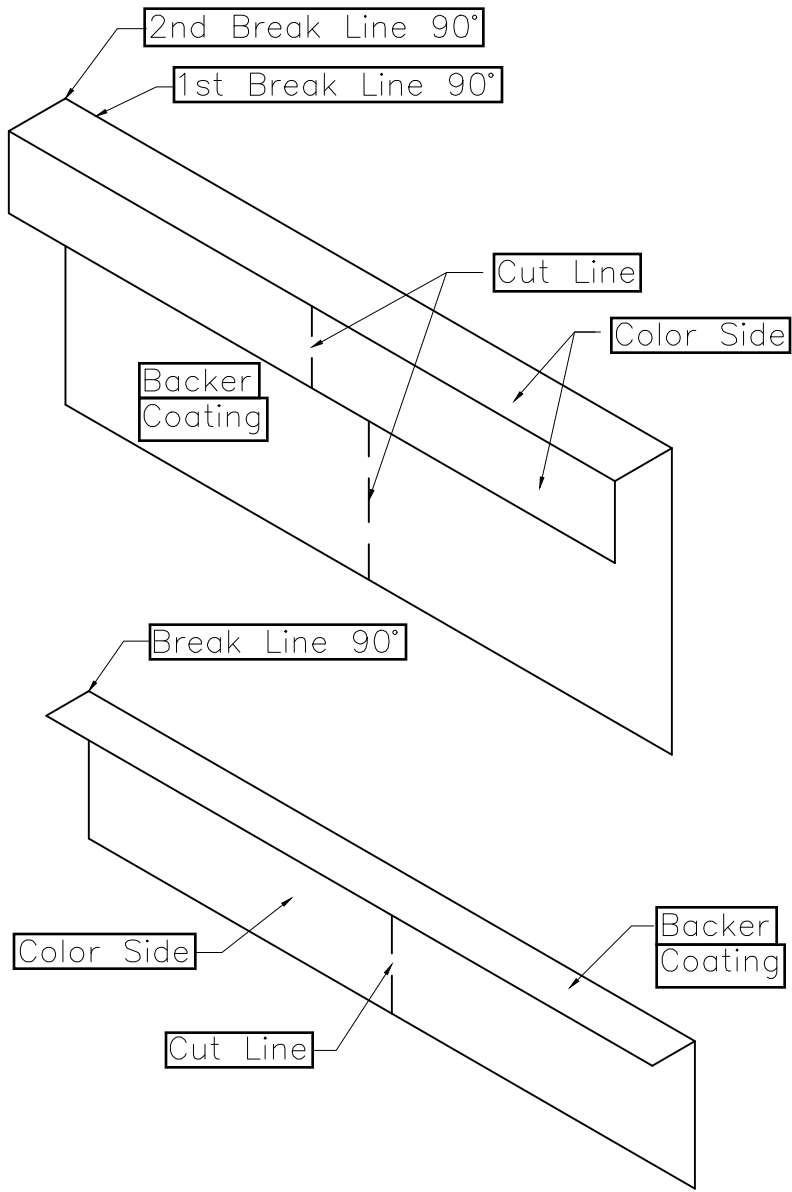 2nd Break Line 90°
1st Break Line 90°
Cut Line
Color Side
Backer
Coating
Break Line 90°
Backer
Coating
Color Side
Cut Line